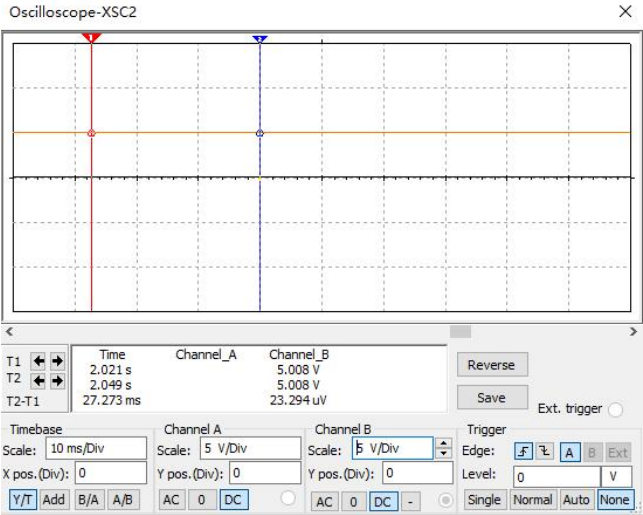 Oscilloscope-XSC2
1 2
Time Channel_A Channel_B
T1 2.021 s 5.008 V
T2 2.049 s 5.008 V
T2-T1 27.273 ms 23.294 uV
Reverse
Save
Ext. trigger
Timebase
Scale: 10 ms/Div
X pos.(Div): 0
Y/T Add B/A A/B
Channel A
Scale: 5 V/Div
Y pos.(Div): 0
AC 0 DC
Channel B
Scale: 5 V/Div
Y pos.(Div): 0
AC 0 DC -
Trigger
Edge: A B Ext
Level: 0 V
Single Normal Auto None